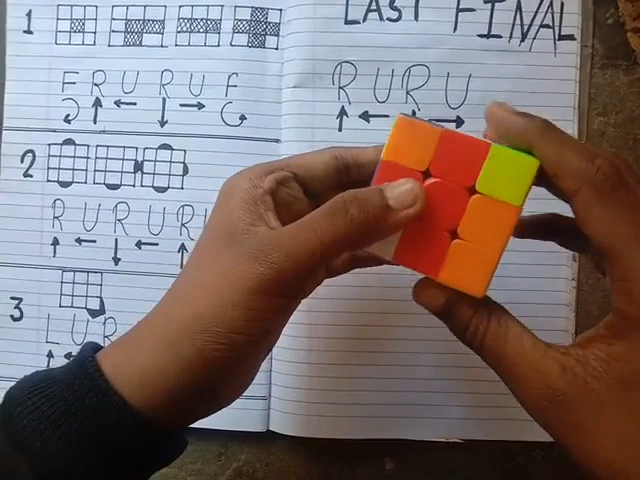 1
F R U R U F
2
R U R U R U
3
L U R
LAST FINAL
R U R U